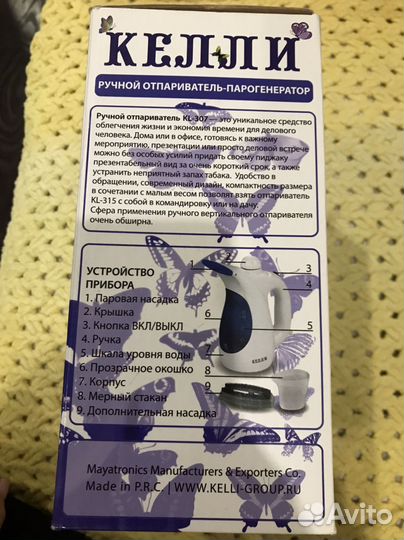 КЕЛЛИ
РУЧНОЙ ОТПАРИВАТЕЛЬ-ПАРОГЕНЕРАТОР
Ручной отпариватель KL-307 — это уникальное средство
облегчения жизни и экономия времени для делового
человека. Дома или в офисе, готовясь к важному
мероприятию, презентации или просто деловой встрече
можно без особых усилий придать своему пиджаку
презентабельный вид за очень короткий срок, а также
устранить неприятный запах табака. Удобство в
обращении, современный дизайн, компактность размера
в сочетании с малым весом позволят взять отпариватель
KL-315 с собой в командировку или на дачу.
Сфера применения ручного вертикального отпаривателя
очень обширна.
УСТРОЙСТВО
ПРИБОРА
1. Паровая насадка
2. Крышка
3. Кнопка ВКЛ/ВЫКЛ
4. Ручка
5. Шкала уровня воды
6. Прозрачное окошко
7. Корпус
8. Мерный стакан
9. Дополнительная насадка
1
2
3
4
6
5
7
8
9
КЕЛЛИ
Mayatronics Manufacturers & Exporters Co.
Made in P.R.C. | WWW.KELLI-GROUP.RU
Avito